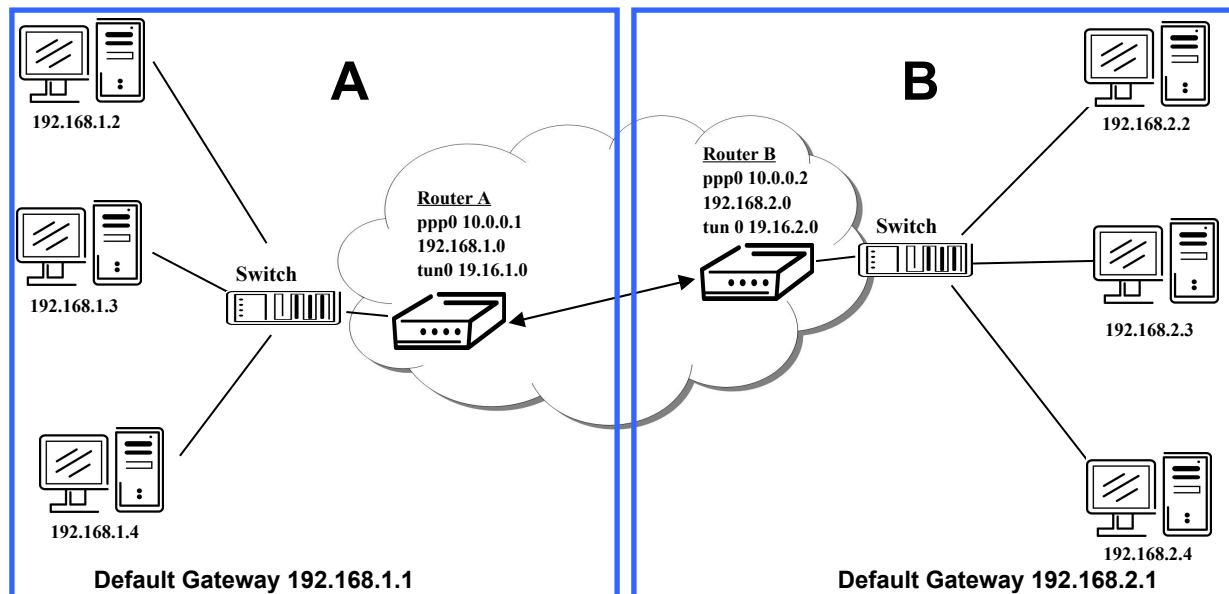 A
192.168.1.2
192.168.1.3
192.168.1.4
Switch
Router A
ppp0 10.0.0.1
192.168.1.0
tun0 19.16.1.0
Default Gateway 192.168.1.1
B
Router B
ppp0 10.0.0.2
192.168.2.0
tun 0 19.16.2.0
Switch
192.168.2.2
192.168.2.3
192.168.2.4
Default Gateway 192.168.2.1